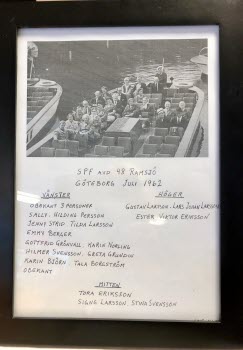 SPF AVD 48 RAMSJÖ
GÖTEBORG JULI 1962
VÄNSTER
OBEKANT 3 PERSONER
SALLY. HILDING PERSSON
JENNY STRID TILDA LARSSON
EMMY BERGER
GOTTFRID GRÖNVALL. KARIN NORLING
HILMER SVENSSON. GRETA GRUNDIN
KARIN BJÖRN. TALA BERGSTRÖM
OBEKANT
HÖGER
GUSTAV LARSSON. LARS JOHAN LARSSON
ESTER VIKTOR ERIKSSON
MITTEN
TORA ERIKSSON
SIGNE LARSSON. STINA SVENSSON